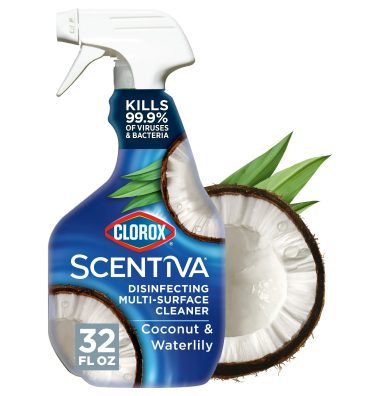 KILLS
99.9%
OF VIRUSES
& BACTERIA
CLOROX®
SCENTIVA®
DISINFECTING
MULTI-SURFACE
CLEANER
Coconut &
Waterlily
32
FL OZ